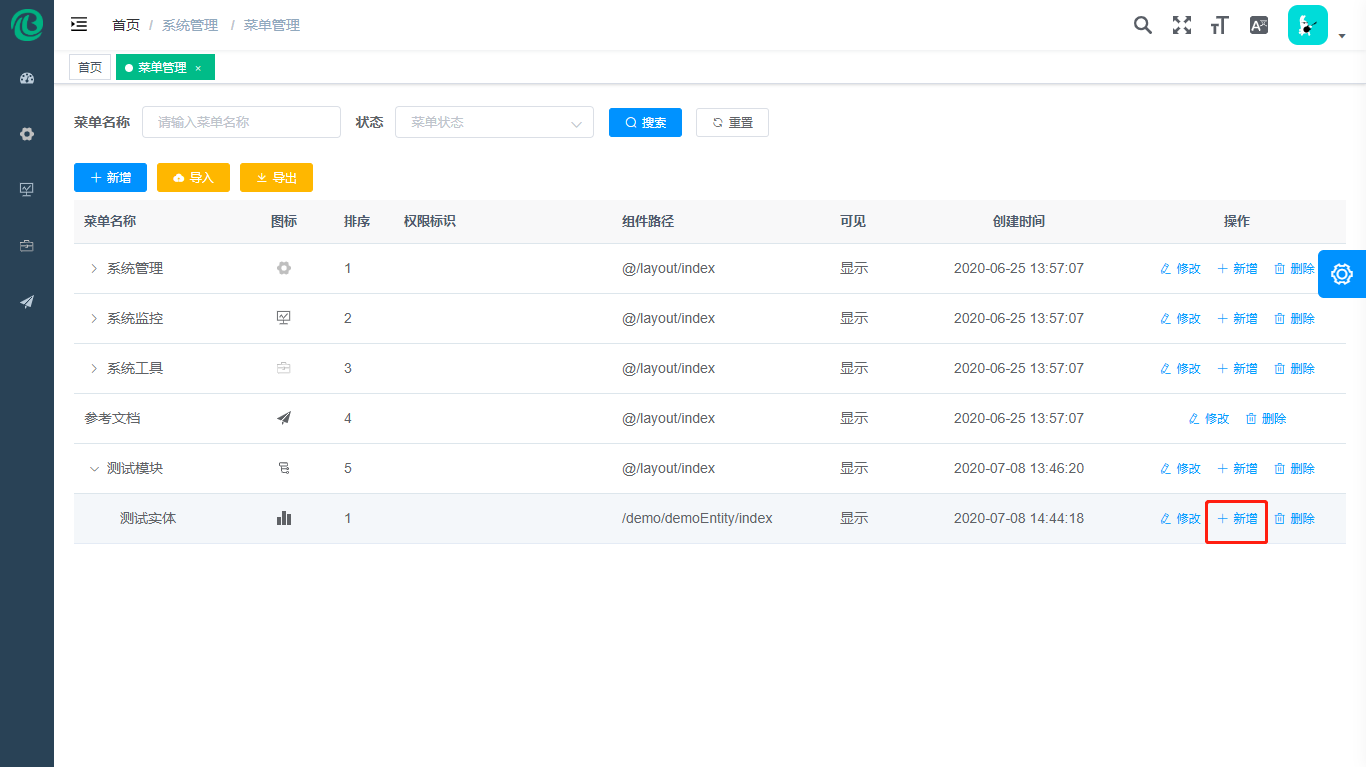 首页 / 系统管理 / 菜单管理
首页 菜单管理 ×
菜单名称 请输入菜单名称 状态 菜单状态 搜索 重置
新增 导入 导出
菜单名称 图标 排序 权限标识 组件路径 可见 创建时间 操作
系统管理 1 @/layout/index 显示 2020-06-25 13:57:07 修改 新增 删除
系统监控 2 @/layout/index 显示 2020-06-25 13:57:07 修改 新增 删除
系统工具 3 @/layout/index 显示 2020-06-25 13:57:07 修改 新增 删除
参考文档 4 @/layout/index 显示 2020-06-25 13:57:07 修改 删除
测试模块 5 @/layout/index 显示 2020-07-08 13:46:20 修改 新增 删除
测试实体 1 /demo/demoEntity/index 显示 2020-07-08 14:44:18 修改 新增 删除